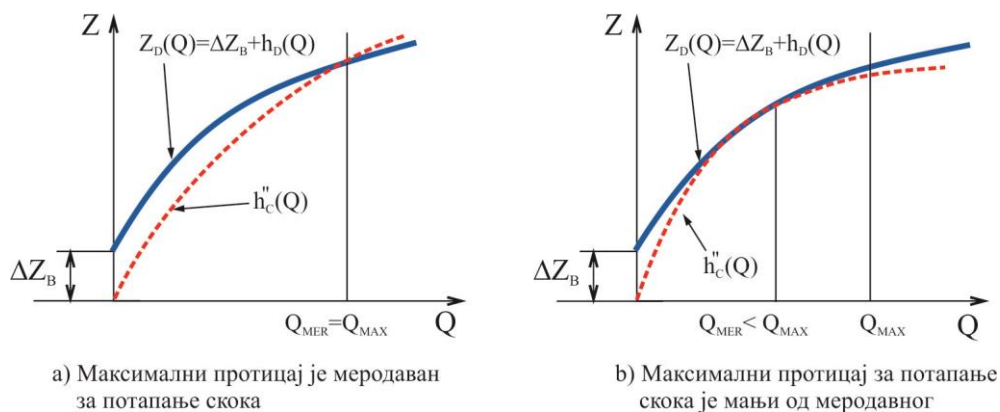 Z
Z_D(Q)=ΔZ_B+h_D(Q)
h"_C(Q)
ΔZ_B
Q_MER=Q_MAX
Q
а) Максимални протицај је меродаван
за потапање скока
Z
Z_D(Q)=ΔZ_B+h_D(Q)
h"_C(Q)
ΔZ_B
Q_MER< Q_MAX
Q_MAX
Q
b) Максимални протицај за потапање
скока је мањи од меродавног